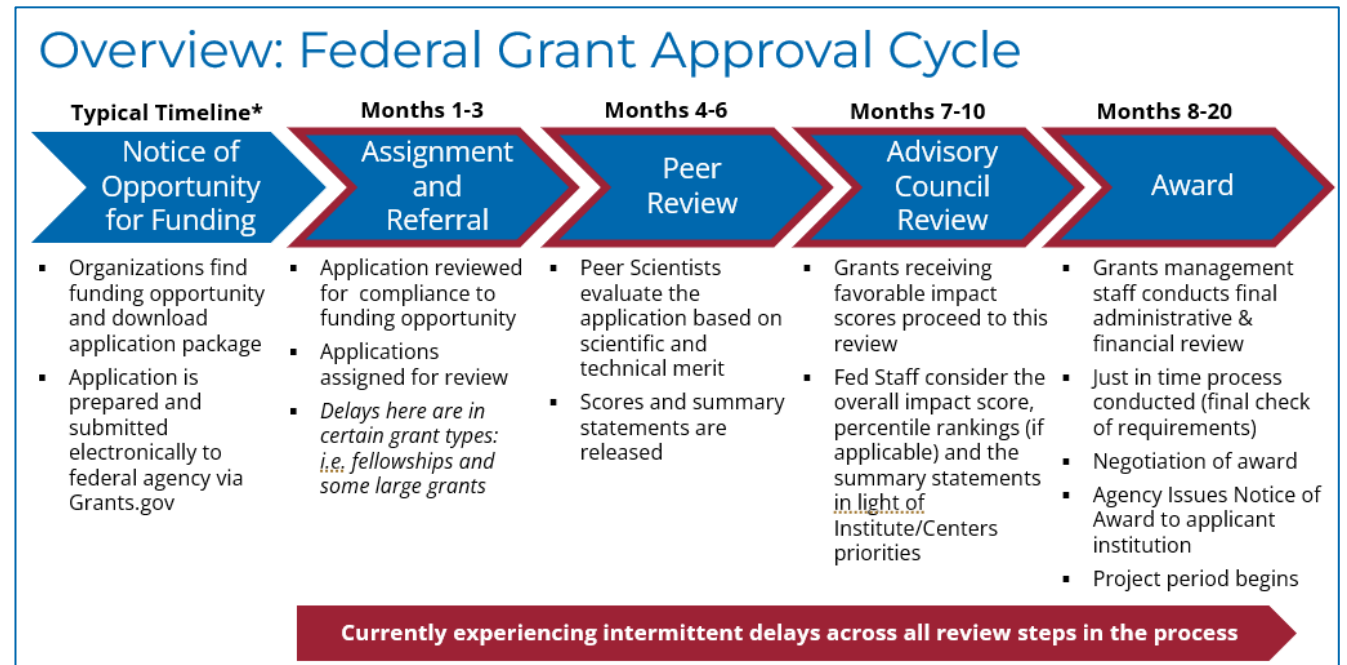 Overview: Federal Grant Approval Cycle
Typical Timeline*
Notice of
Opportunity
for Funding
▪ Organizations find
funding opportunity
and download
application package
▪ Application is
prepared and
submitted
electronically to
federal agency via
Grants.gov
Months 1-3
Assignment
and
Referral
▪ Application reviewed
for compliance to
funding opportunity
▪ Applications
assigned for review
▪ Delays here are in
certain grant types:
i.e. fellowships and
some large grants
Months 4-6
Peer
Review
▪ Peer Scientists
evaluate the
application based on
scientific and
technical merit
▪ Scores and summary
statements are
released
Months 7-10
Advisory
Council
Review
▪ Grants receiving
favorable impact
scores proceed to this
review
▪ Fed Staff consider the
overall impact score,
percentile rankings (if
applicable) and the
summary statements
in light of
Institute/Centers
priorities
Months 8-20
Award
▪ Grants management
staff conducts final
administrative &
financial review
▪ Just in time process
conducted (final check
of requirements)
▪ Negotiation of award
▪ Agency Issues Notice of
Award to applicant
institution
▪ Project period begins
Currently experiencing intermittent delays across all review steps in the process